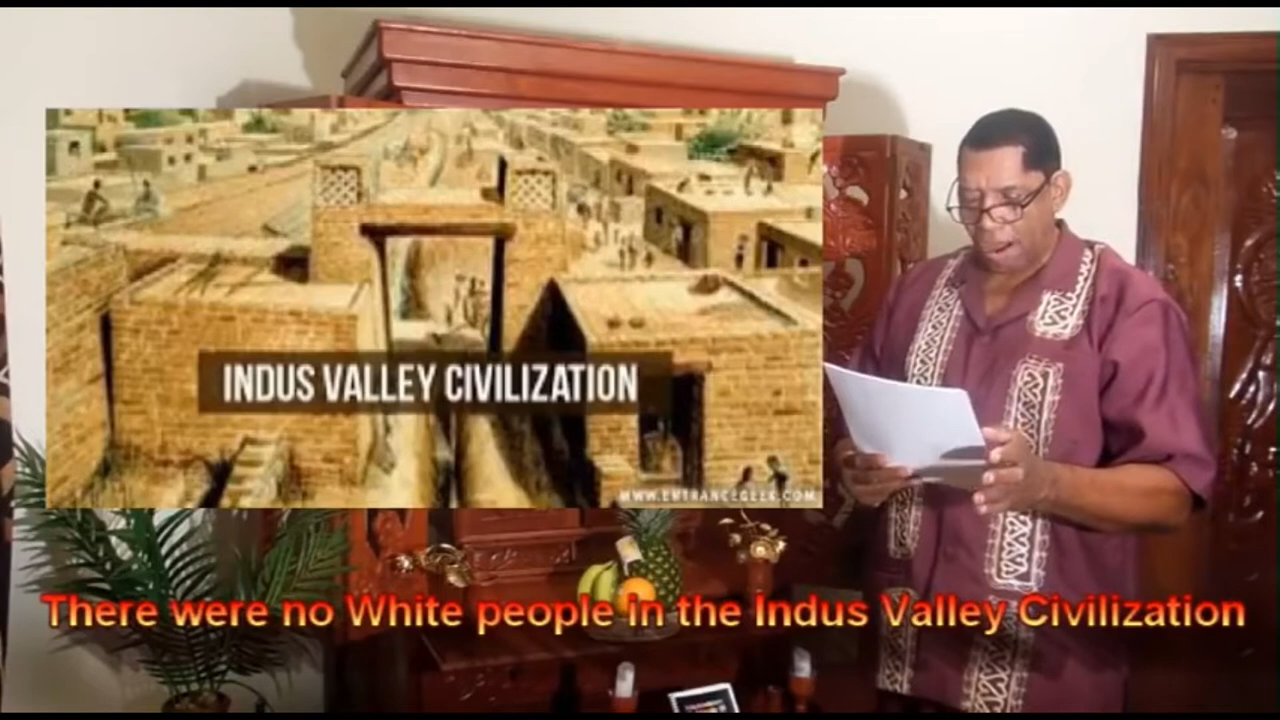 INDUS VALLEY CIVILIZATION
WWW.ENTRANCEGEEK.COM
There were no White people in the Indus Valley Civilization